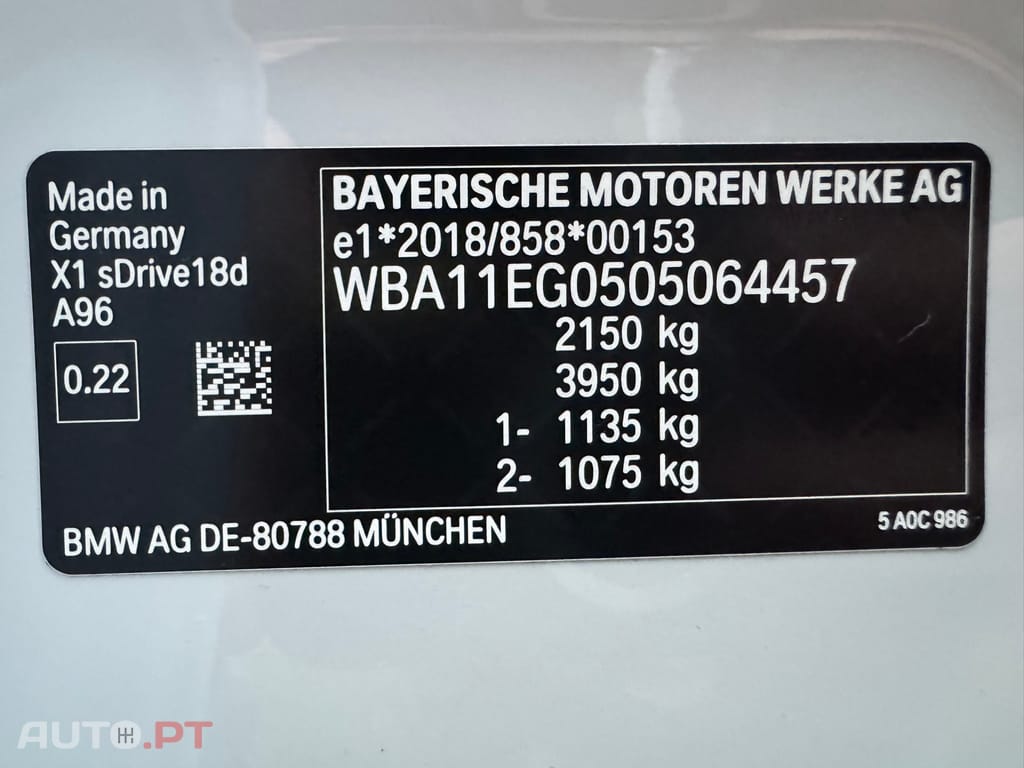 Made in
Germany
X1 sDrive18d
A96
0.22
BAYERISCHE MOTOREN WERKE AG
e1*2018/858*00153
WBA11EG0505064457
2150 kg
3950 kg
1- 1135 kg
2- 1075 kg
BMW AG DE-80788 MÜNCHEN
5 A0C 986
AUTO.PT